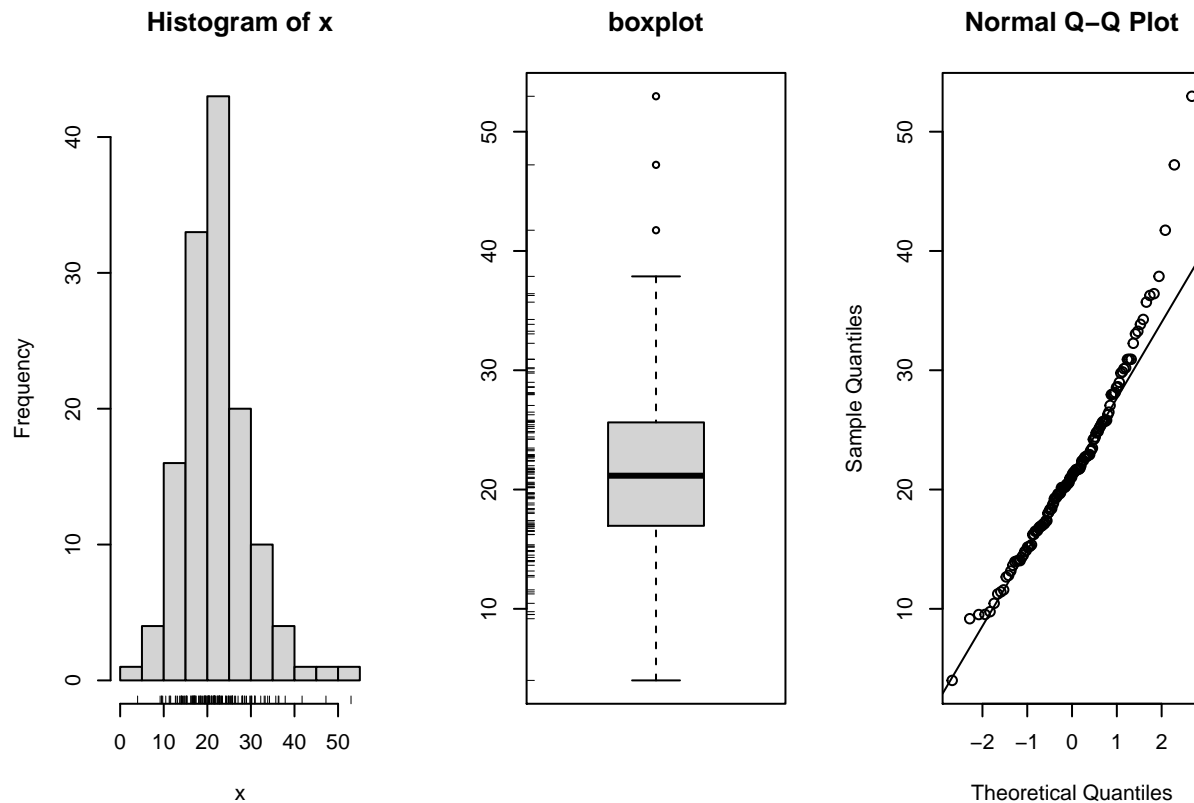 Histogram of x
Frequency
0
10
20
30
40
0 10 20 30 40 50
x
boxplot
10
20
30
40
50
Normal Q−Q Plot
Sample Quantiles
10
20
30
40
50
−2 −1 0 1 2
Theoretical Quantiles